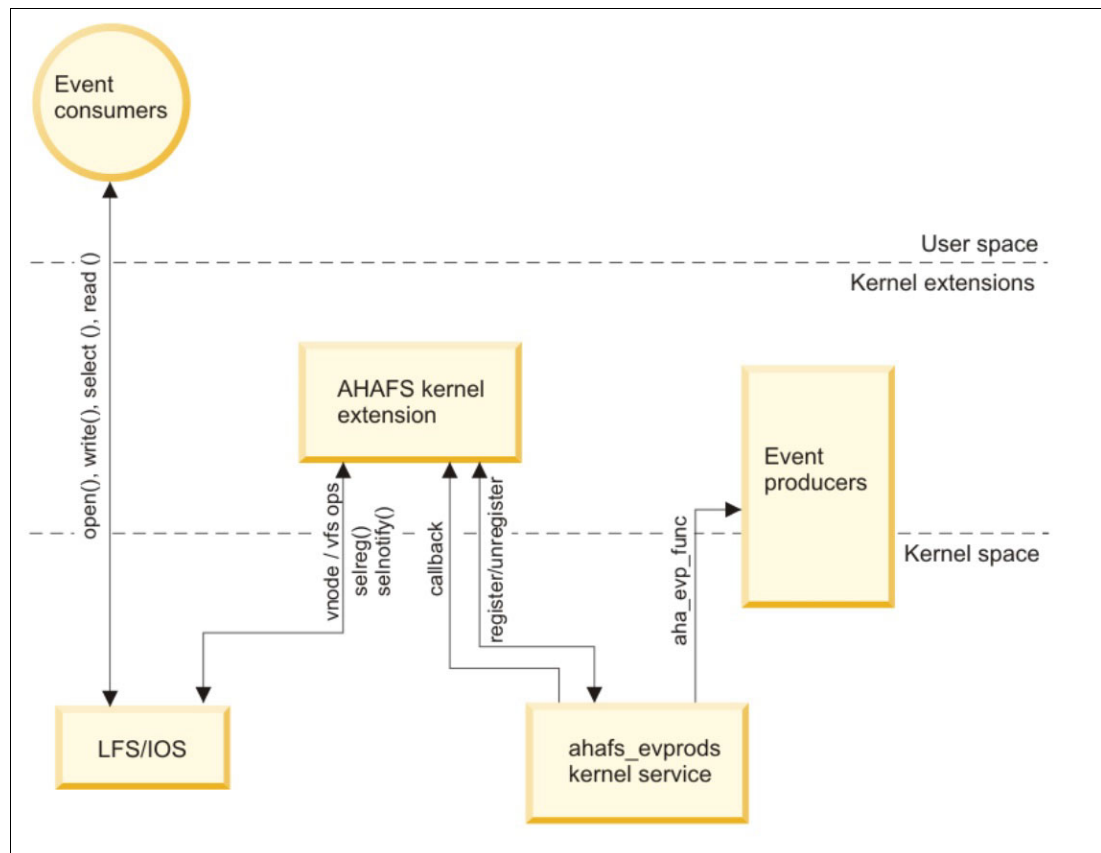 Event
consumers
User space
Kernel extensions
open(), write(), select (), read ()
AHAFS kernel
extension
Event
producers
vnode / vfs ops
selreg()
selnotify()
callback
register/unregister
aha_evp_func
Kernel space
LFS/IOS
ahafs_evprods
kernel service